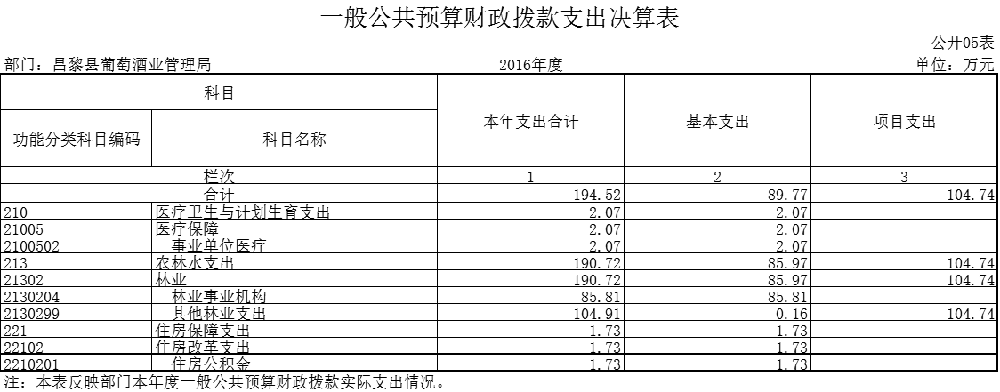 一般公共预算财政拨款支出决算表
公开05表
部门：昌黎县葡萄酒业管理局 2016年度 单位：万元
科目 本年支出合计 基本支出 项目支出
功能分类科目编码 科目名称
栏次 1 2 3
合计 194.52 89.77 104.74
210 医疗卫生与计划生育支出 2.07 2.07
21005 医疗保障 2.07 2.07
2100502 事业单位医疗 2.07 2.07
213 农林水支出 190.72 85.97 104.74
21302 林业 190.72 85.97 104.74
2130204 林业事业机构 85.81 85.81
2130299 其他林业支出 104.91 0.16 104.74
221 住房保障支出 1.73 1.73
22102 住房改革支出 1.73 1.73
2210201 住房公积金 1.73 1.73
注：本表反映部门本年度一般公共预算财政拨款实际支出情况。